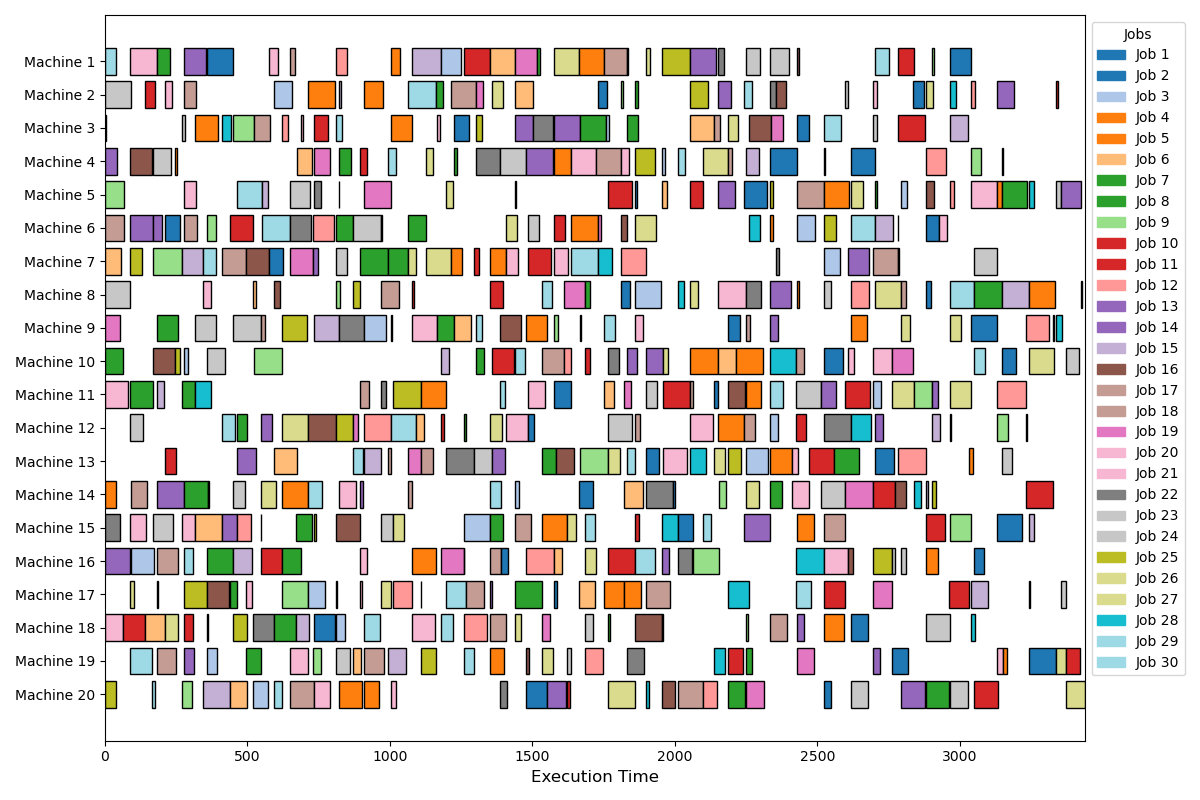 Machine 1
Machine 2
Machine 3
Machine 4
Machine 5
Machine 6
Machine 7
Machine 8
Machine 9
Machine 10
Machine 11
Machine 12
Machine 13
Machine 14
Machine 15
Machine 16
Machine 17
Machine 18
Machine 19
Machine 20
0 500 1000 1500 2000 2500 3000
Execution Time
Jobs
Job 1
Job 2
Job 3
Job 4
Job 5
Job 6
Job 7
Job 8
Job 9
Job 10
Job 11
Job 12
Job 13
Job 14
Job 15
Job 16
Job 17
Job 18
Job 19
Job 20
Job 21
Job 22
Job 23
Job 24
Job 25
Job 26
Job 27
Job 28
Job 29
Job 30